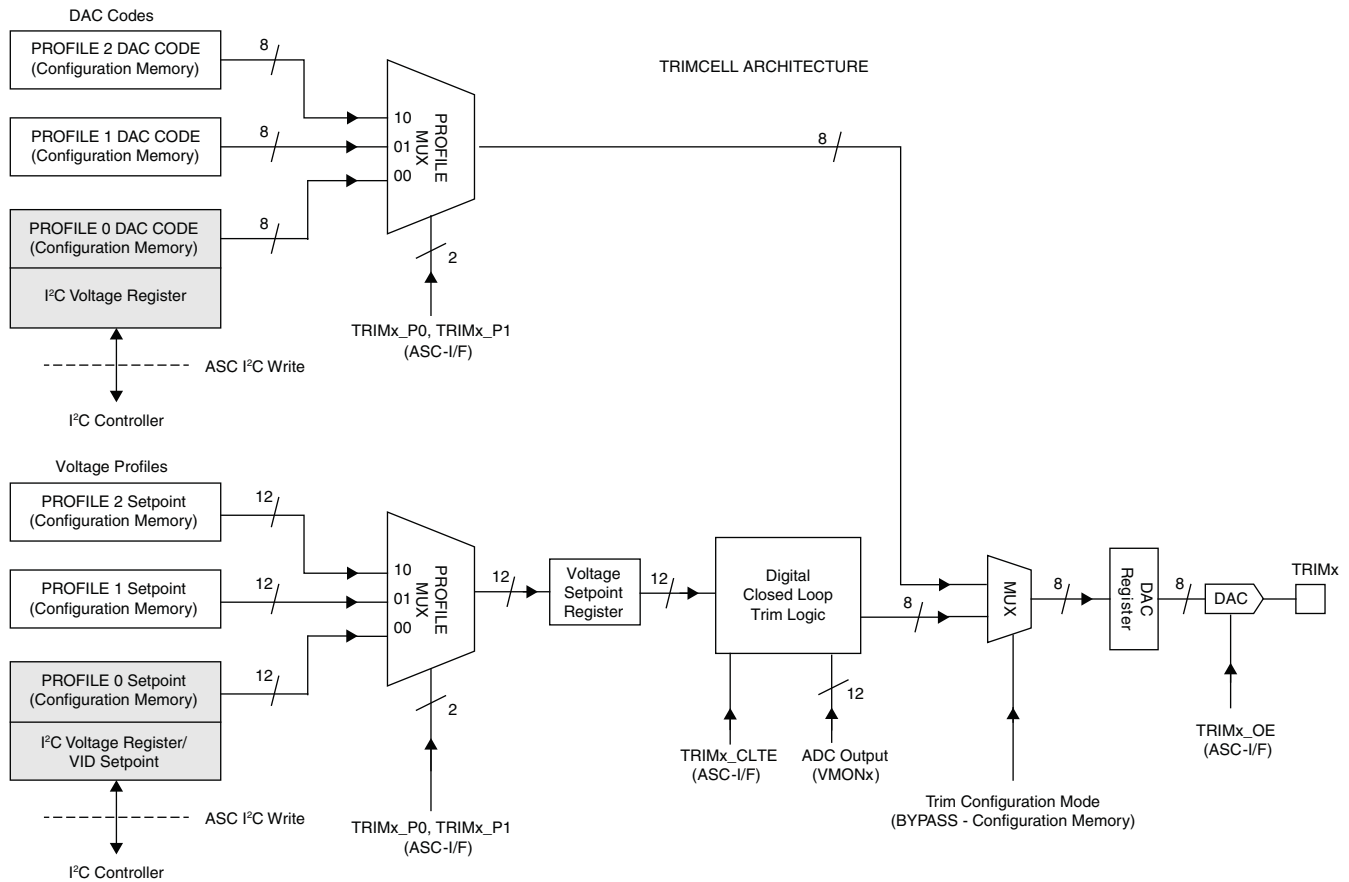 DAC Codes
PROFILE 2 DAC CODE
(Configuration Memory)
8
PROFILE 1 DAC CODE
(Configuration Memory)
8
PROFILE 0 DAC CODE
(Configuration Memory)
8
I²C Voltage Register
ASC I²C Write
I²C Controller
10
01
00
PROFILE
MUX
2
TRIMx_P0, TRIMx_P1
(ASC-I/F)
TRIMCELL ARCHITECTURE
8
Voltage Profiles
PROFILE 2 Setpoint
(Configuration Memory)
12
PROFILE 1 Setpoint
(Configuration Memory)
12
PROFILE 0 Setpoint
(Configuration Memory)
12
I²C Voltage Register/
VID Setpoint
ASC I²C Write
I²C Controller
10
01
00
PROFILE
MUX
2
TRIMx_P0, TRIMx_P1
(ASC-I/F)
12
Voltage
Setpoint
Register
12
Digital
Closed Loop
Trim Logic
8
TRIMx_CLTE
(ASC-I/F)
12
ADC Output
(VMONx)
MUX
Trim Configuration Mode
(BYPASS - Configuration Memory)
8
DAC
Register
8
DAC
TRIMx
TRIMx_OE
(ASC-I/F)